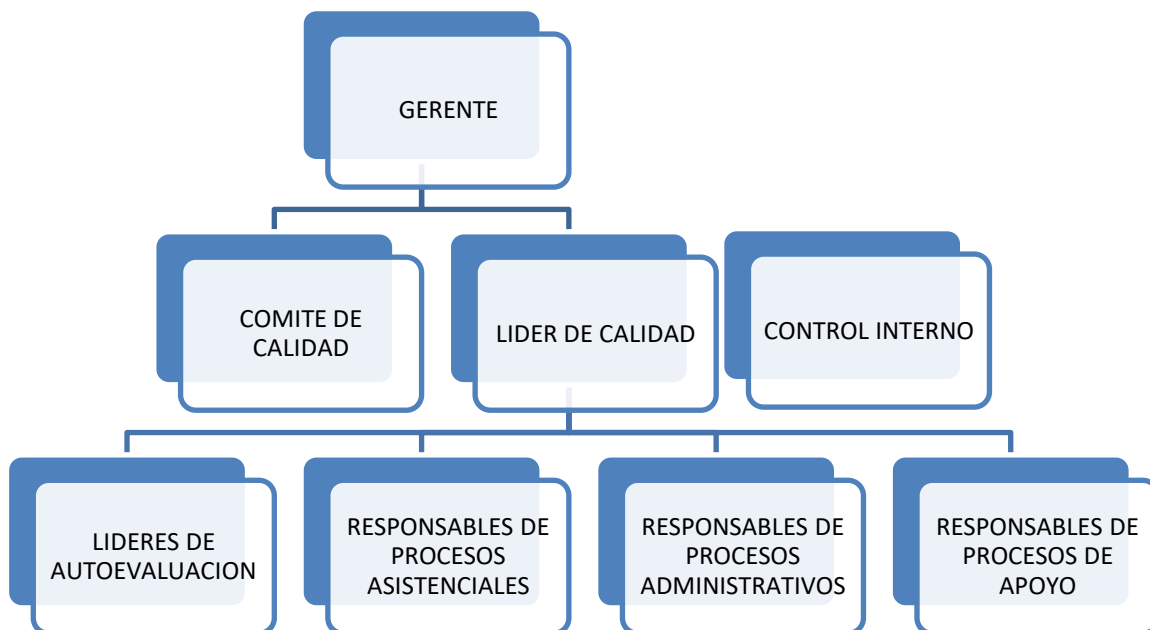 GERENTE
COMITE DE
CALIDAD
LIDER DE CALIDAD
CONTROL INTERNO
LIDERES DE
AUTOEVALUACION
RESPONSABLES DE
PROCESOS
ASISTENCIALES
RESPONSABLES DE
PROCESOS
ADMINISTRATIVOS
RESPONSABLES DE
PROCESOS DE
APOYO